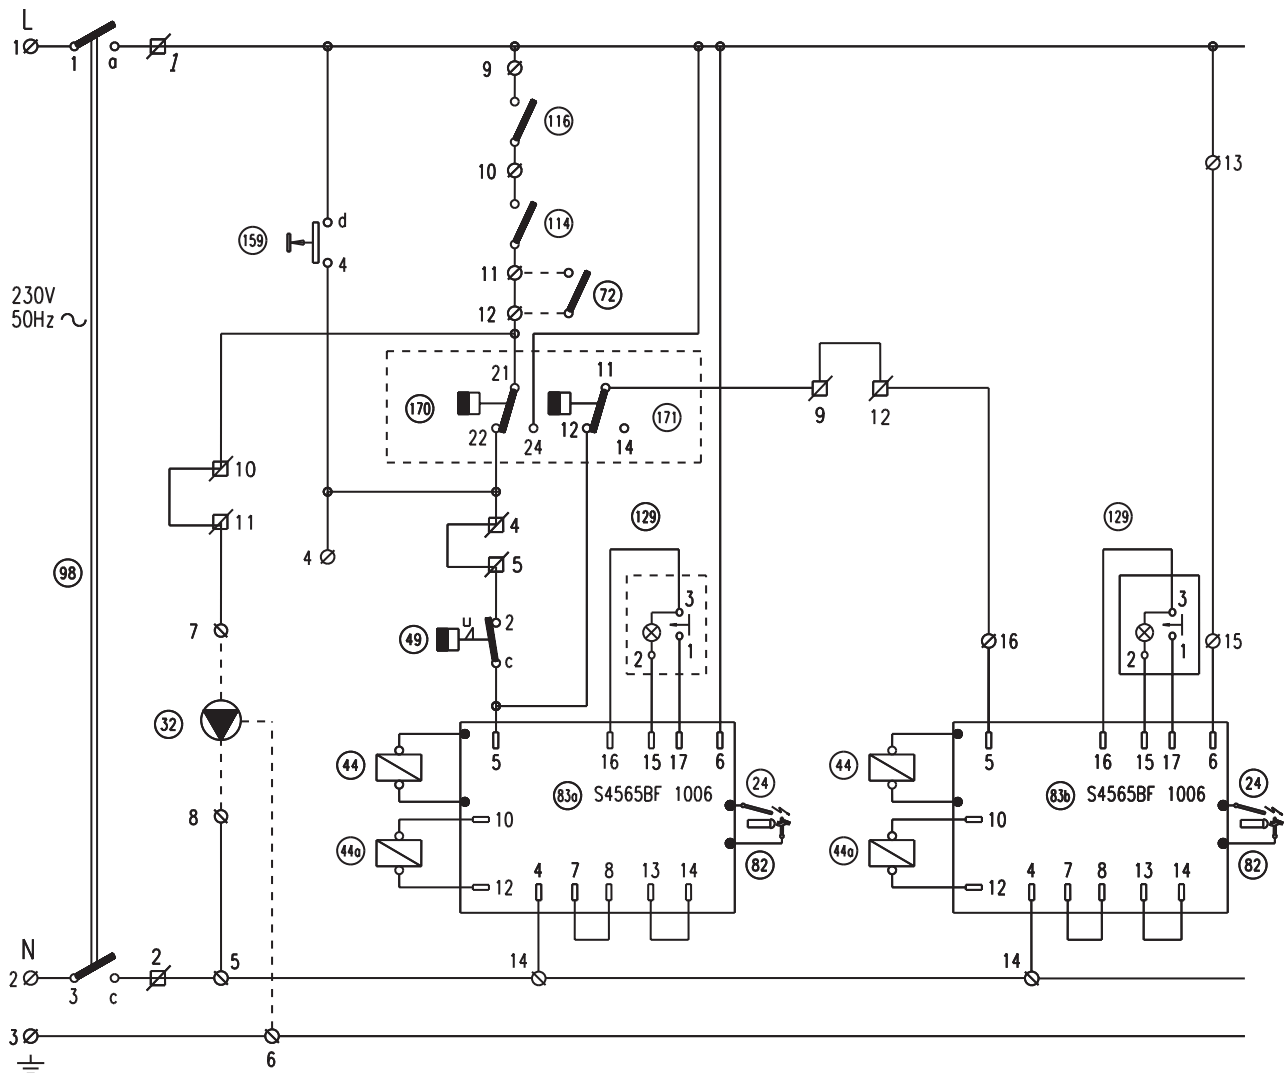 L
1 1 a 1
9
116
10
13
d
159
114
4
11
72
230V
50Hz
12
21 11
170 171
22 24 12 14
9 12
10
11
4
129 129
4
5
98
3 3
7
49
u
2
2 1
2 1
c
16 15
32
5 16 15 17 6
5 16 15 17 6
44 44
83a S4565BF 1006 24
83b S4565BF 1006 24
8
10 10
44a 44a
82 82
12 4 7 8 13 14
12 4 7 8 13 14
N
2 3 c 2 5 14 14
3
6